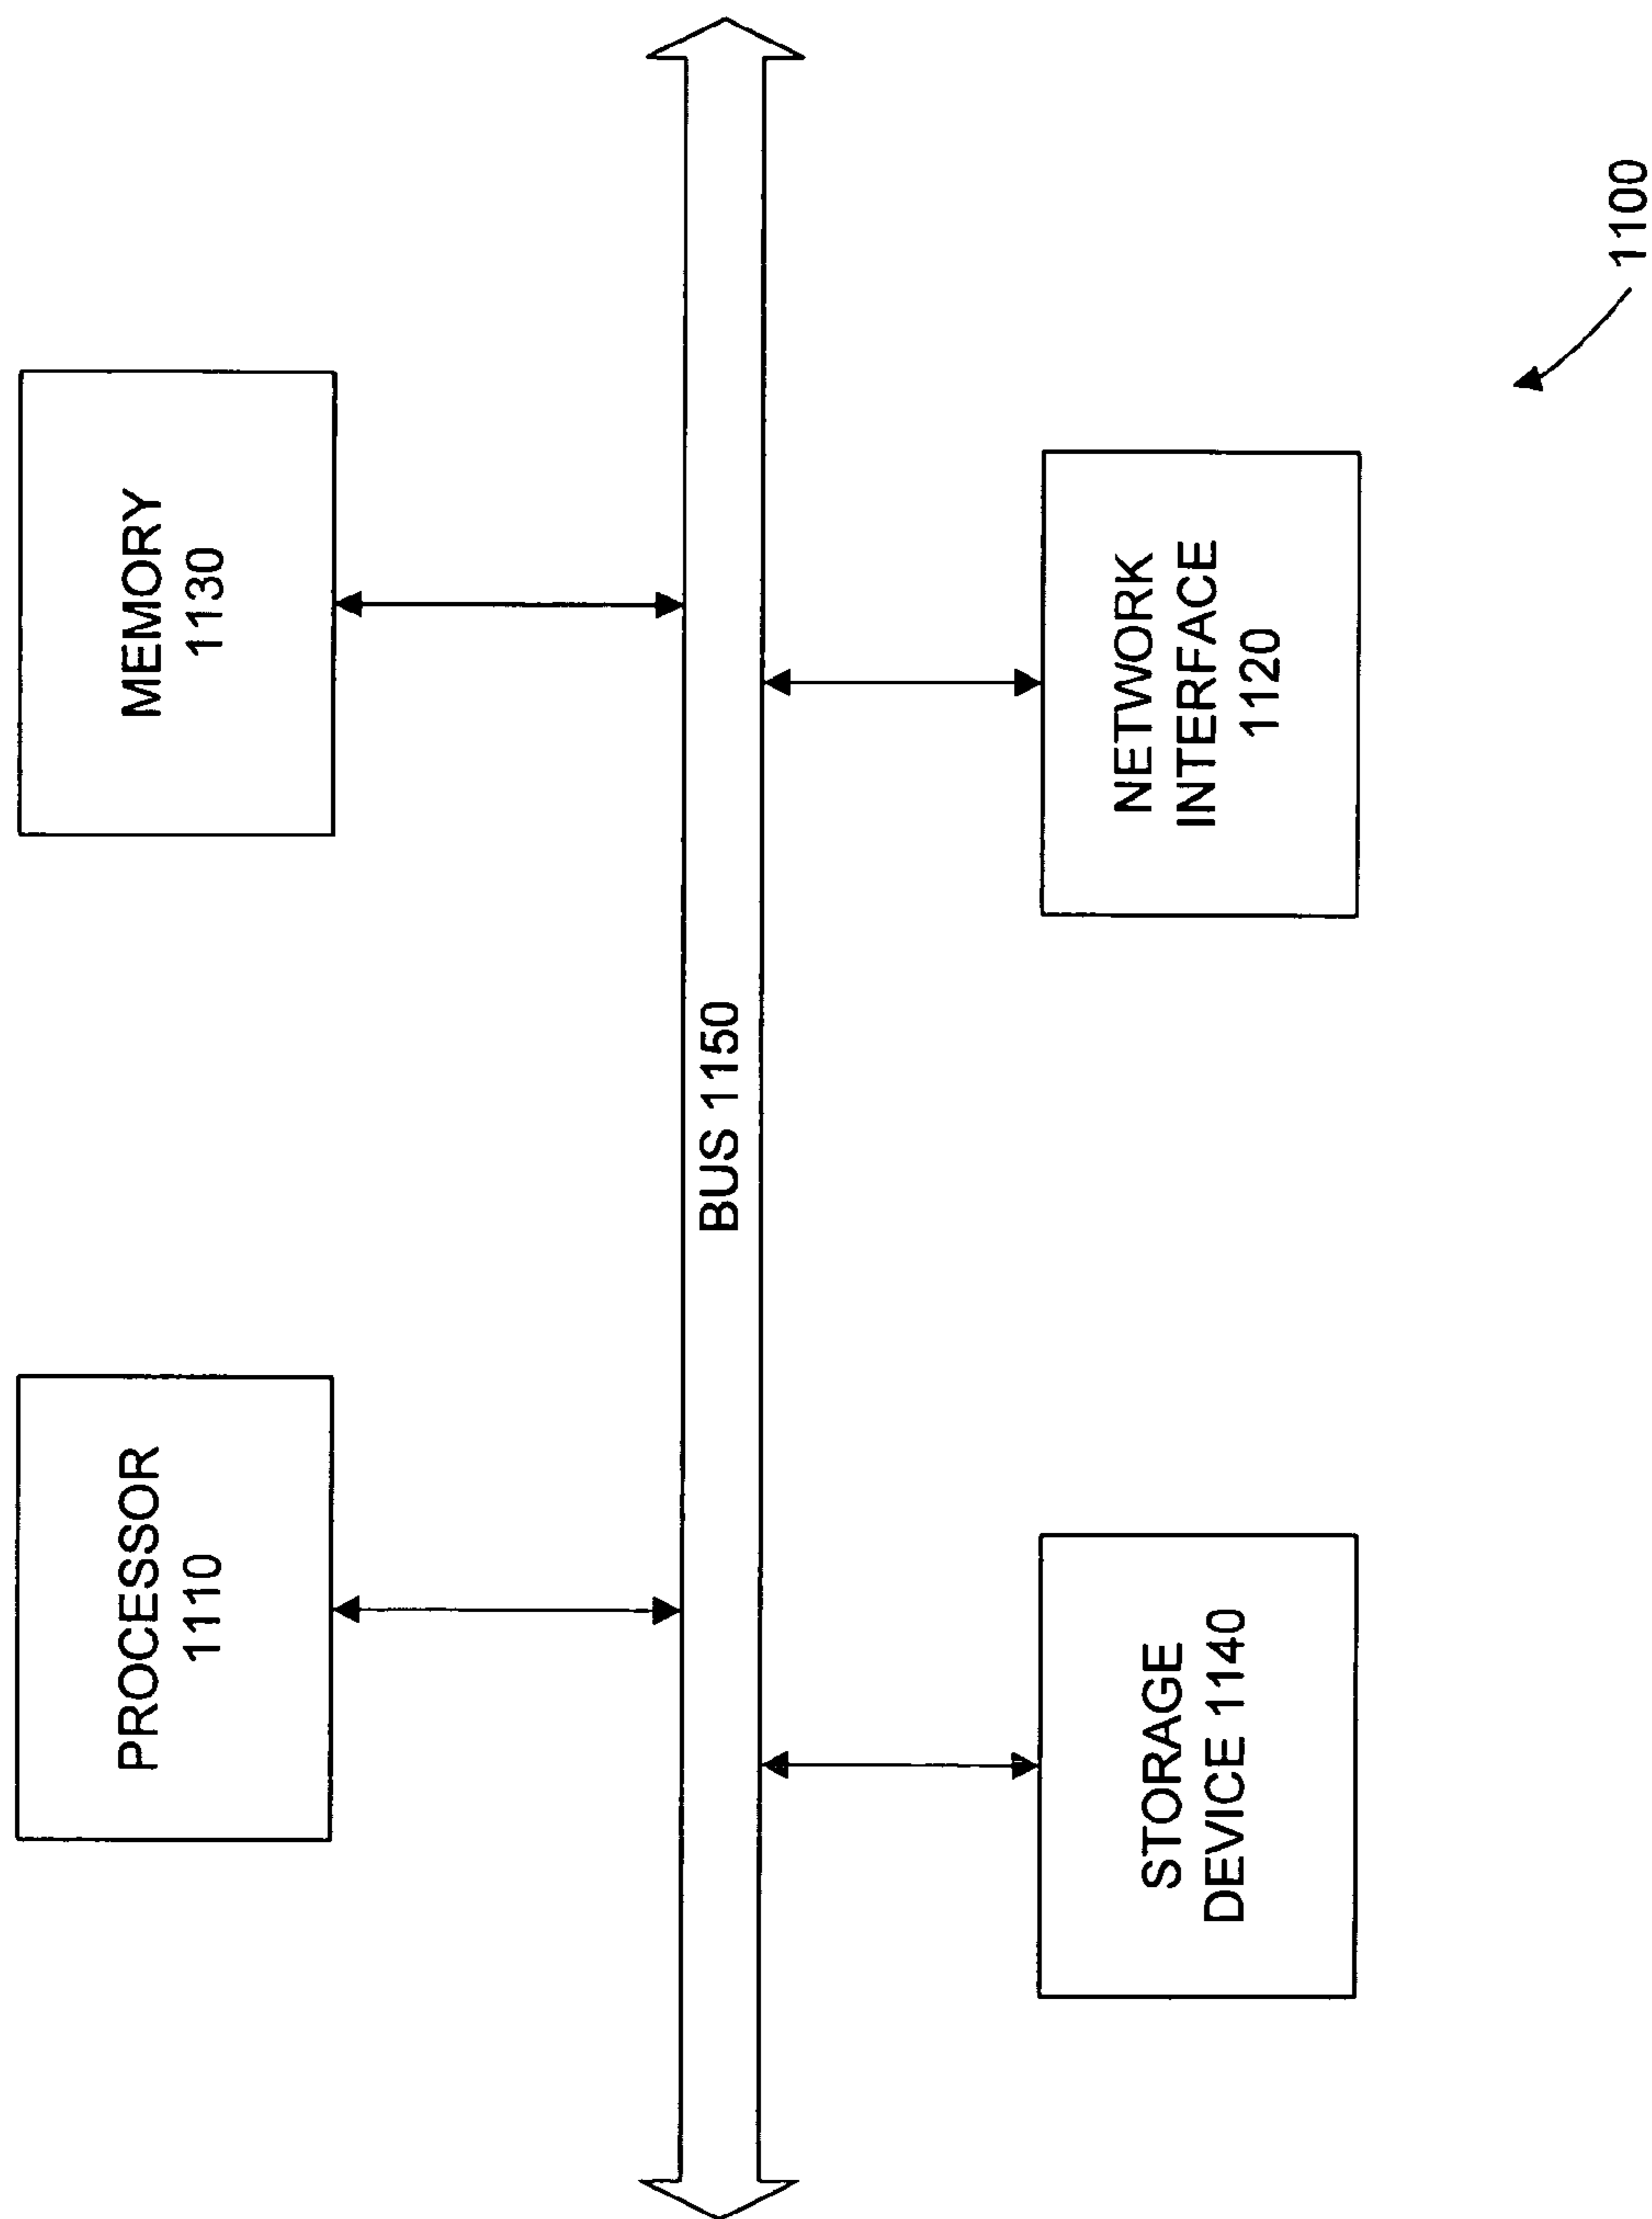 PROCESSOR
1110
MEMORY
1130
BUS 1150
STORAGE
DEVICE 1140
NETWORK
INTERFACE
1120
1100